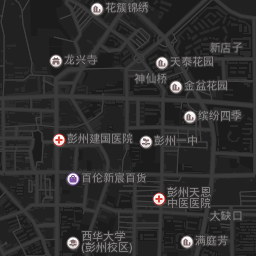 花簇锦绣
新店子
龙兴寺
天泰花园
神仙桥
金盆花园
缤纷四季
彭州建国医院
彭州一中
百伦新宸百货
彭州天恩
中医医院
大缺口
西华大学
(彭州校区)
满庭芳